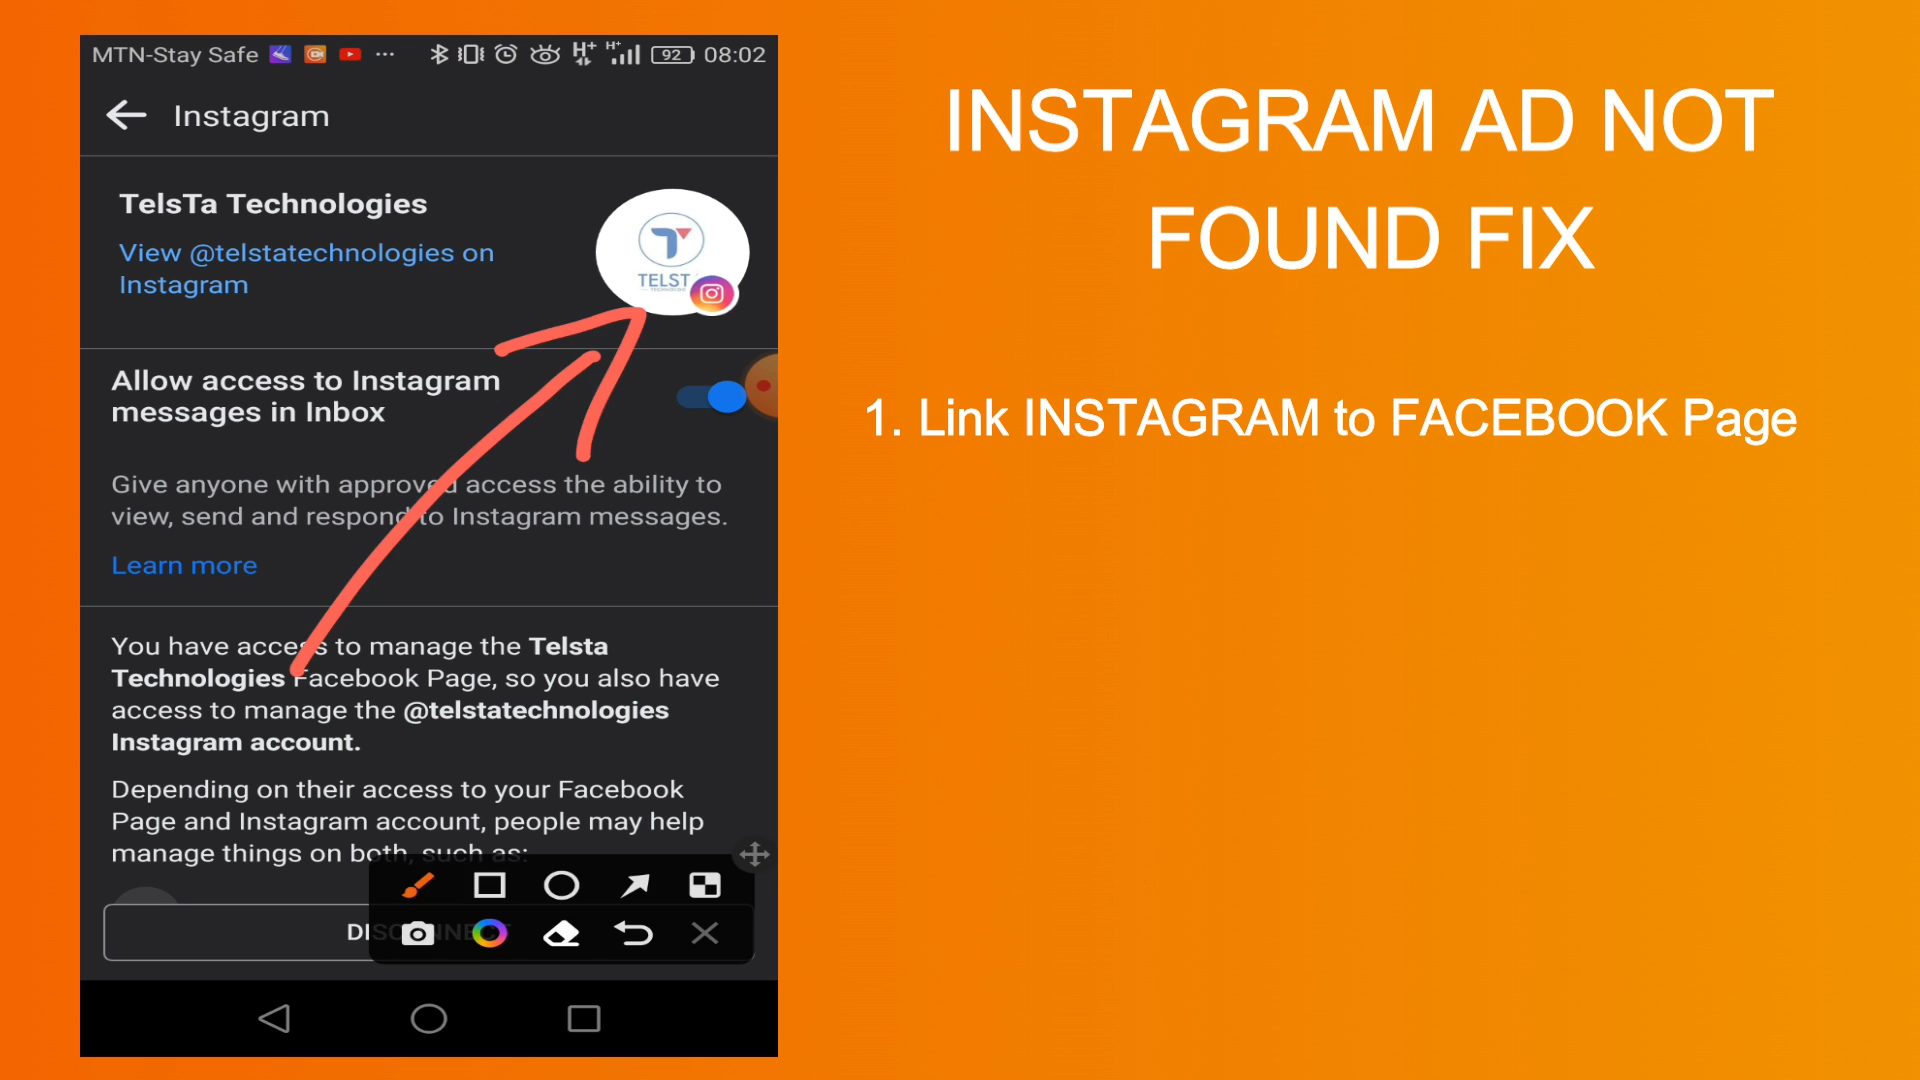 MTN-Stay Safe
92
08:02
Instagram
TelsTa Technologies
View @telstatechnologies on
Instagram
TELST
Allow access to Instagram
messages in Inbox
Give anyone with approved access the ability to
view, send and respond to Instagram messages.
Learn more
You have access to manage the Telsta
Technologies Facebook Page, so you also have
access to manage the @telstatechnologies
Instagram account.
Depending on their access to your Facebook
Page and Instagram account, people may help
manage things on both, such as:
DISCONNECT
INSTAGRAM AD NOT
FOUND FIX
1. Link INSTAGRAM to FACEBOOK Page